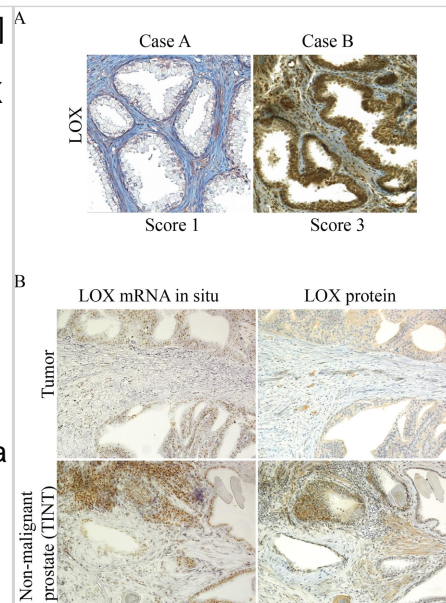 A
Case A Case B
LOX
Score 1 Score 3
B
LOX mRNA in situ LOX protein
Tumor
Non-malignant
prostate (TINT)